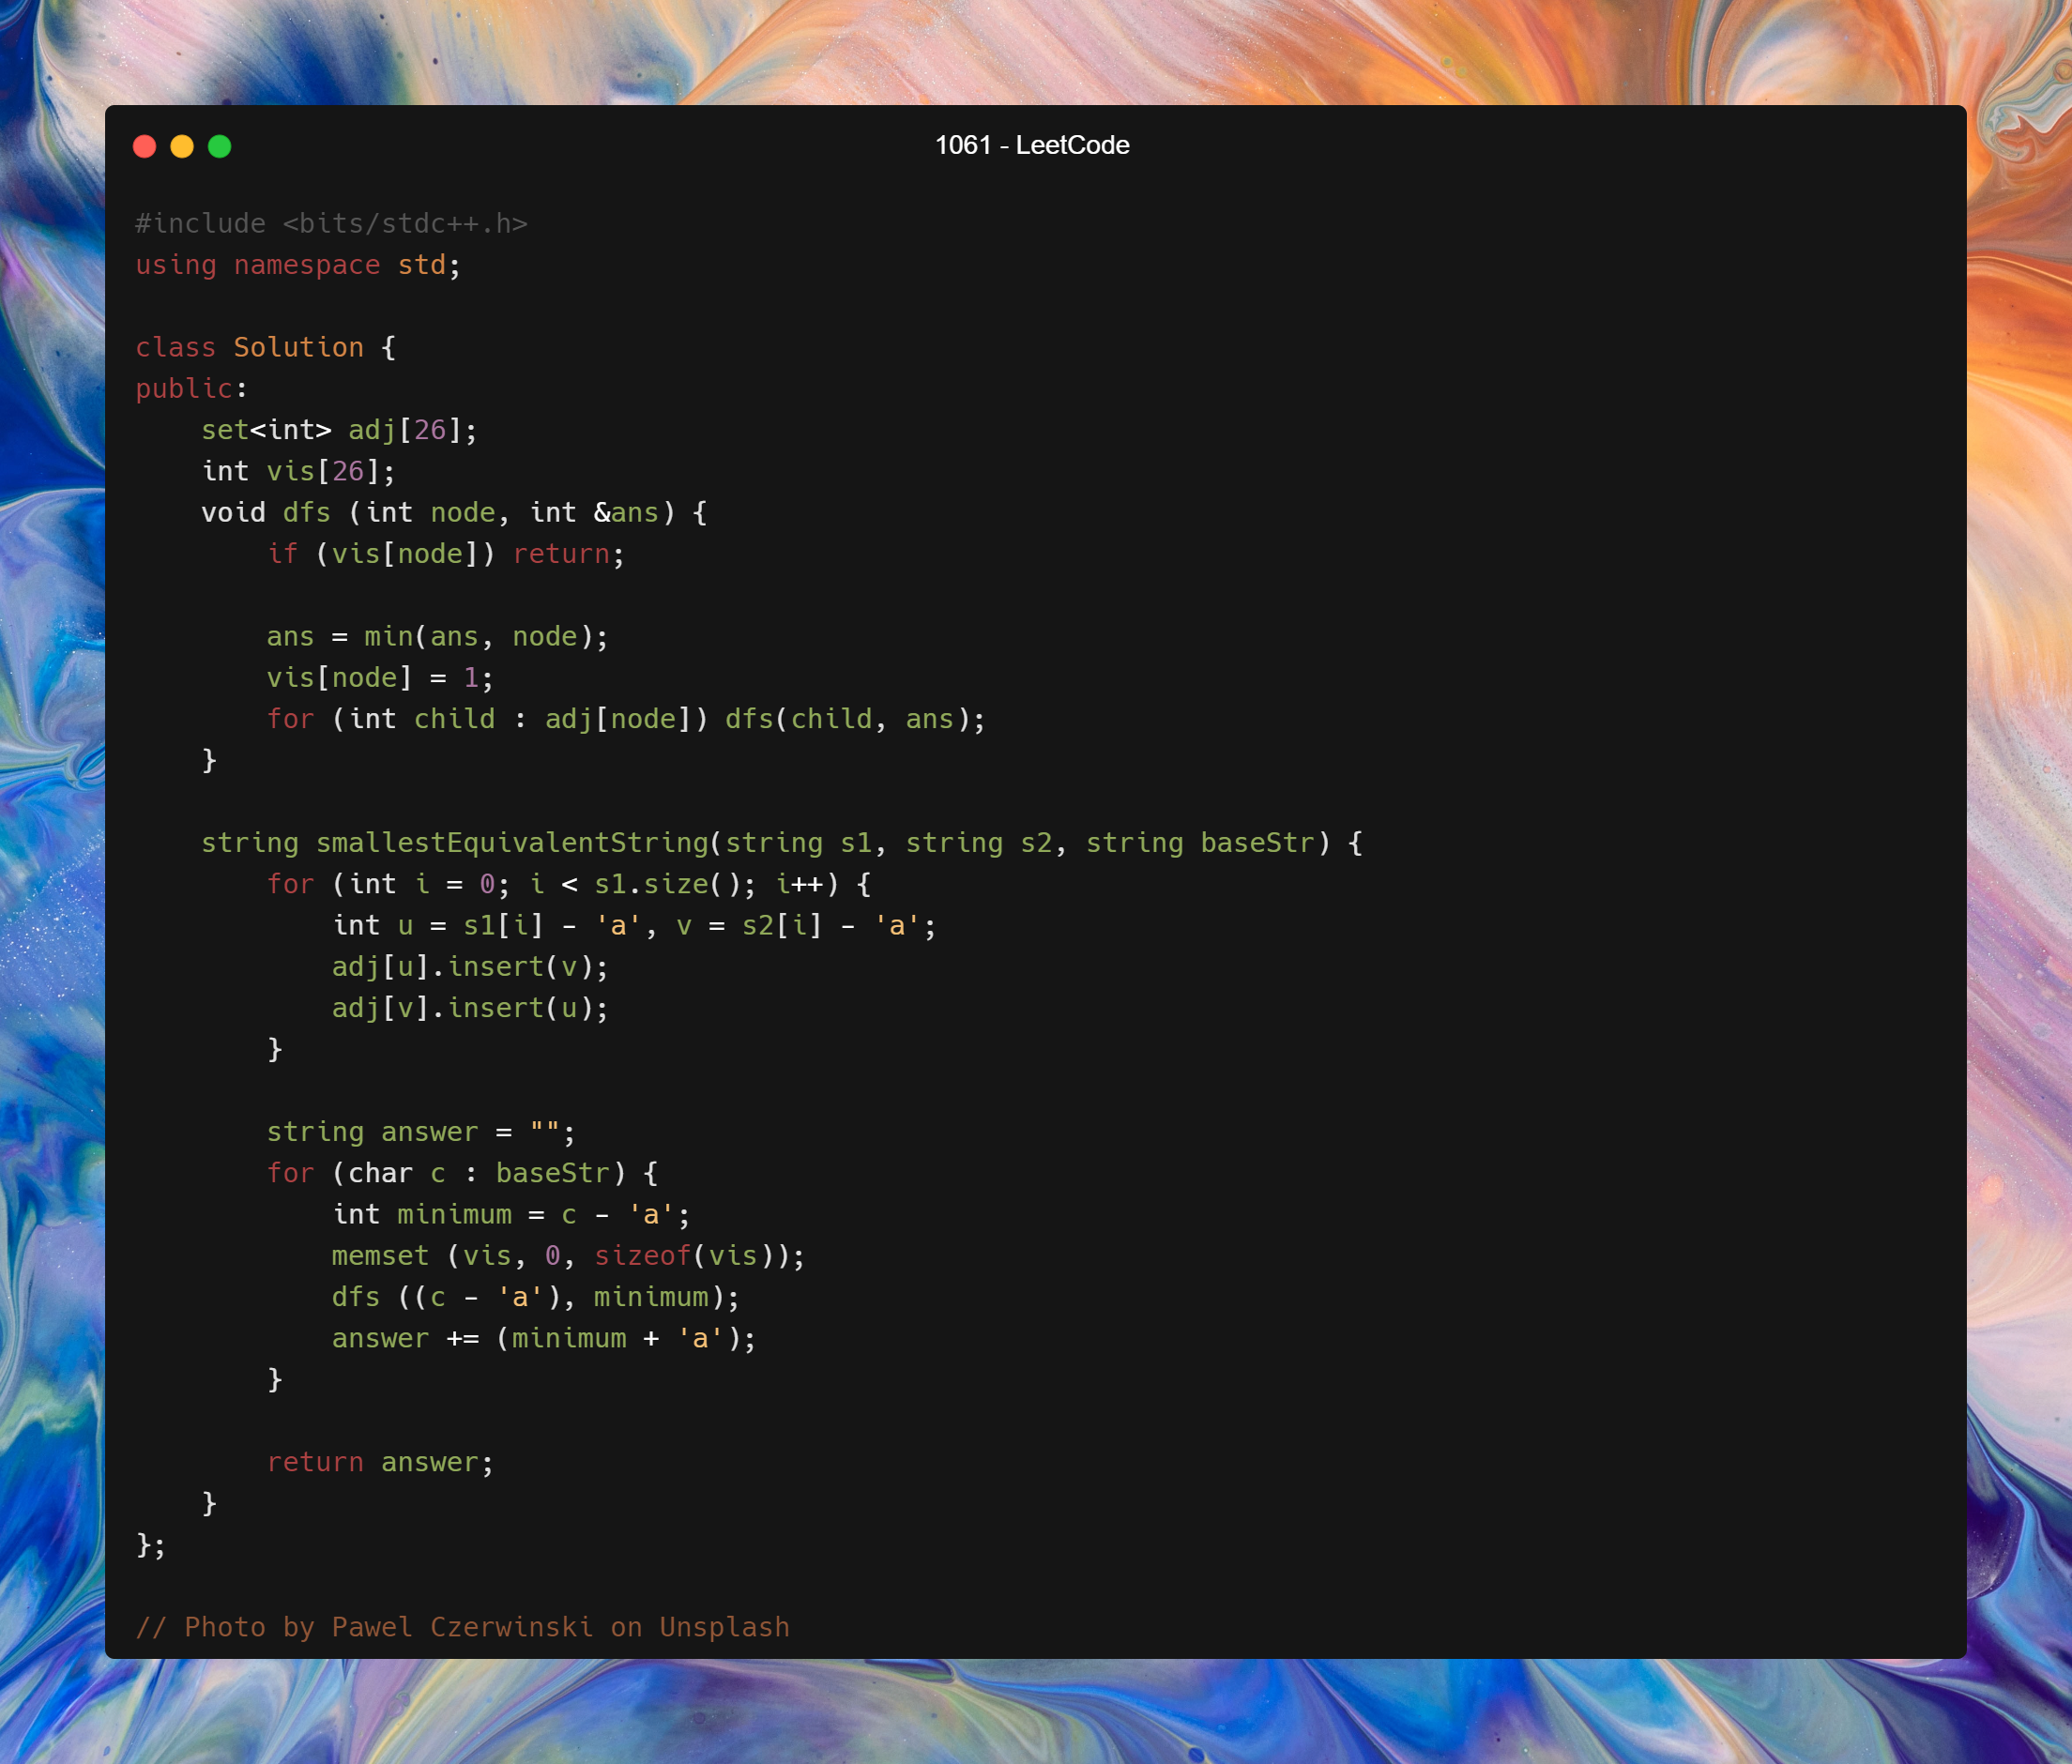 1061 - LeetCode
#include <bits/stdc++.h>
using namespace std;
class Solution {
public:
    set<int> adj[26];
    int vis[26];
    void dfs (int node, int &ans) {
        if (vis[node]) return;
        ans = min(ans, node);
        vis[node] = 1;
        for (int child : adj[node]) dfs(child, ans);
    }
    string smallestEquivalentString(string s1, string s2, string baseStr) {
        for (int i = 0; i < s1.size(); i++) {
            int u = s1[i] - 'a', v = s2[i] - 'a';
            adj[u].insert(v);
            adj[v].insert(u);
        }
        string answer = "";
        for (char c : baseStr) {
            int minimum = c - 'a';
            memset (vis, 0, sizeof(vis));
            dfs ((c - 'a'), minimum);
            answer += (minimum + 'a');
        }
        return answer;
    }
};
// Photo by Pawel Czerwinski on Unsplash